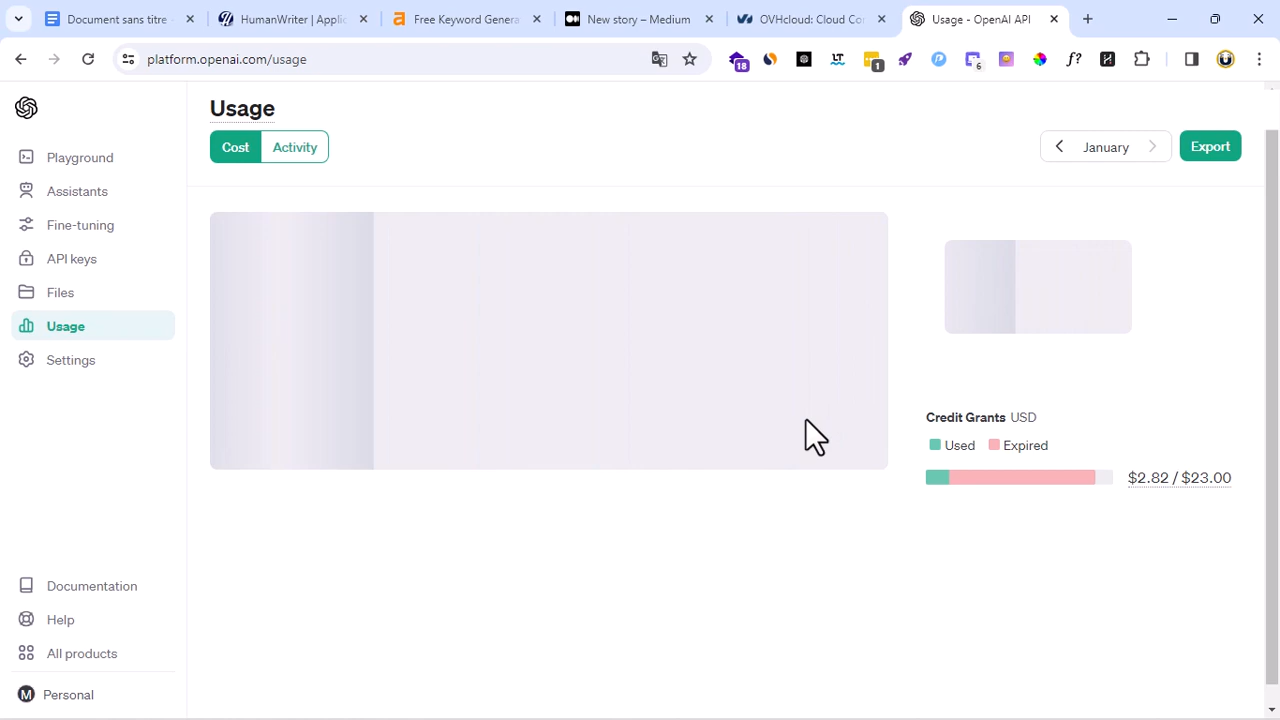 Document sans titre
HumanWriter | Applic
Free Keyword Genera
New story – Medium
OVHcloud: Cloud Co
Usage - OpenAI API
platform.openai.com/usage
18
LT
1
P
6
f?
Usage
Cost
Activity
January
Export
Playground
Assistants
Fine-tuning
API keys
Files
Usage
Settings
Credit Grants USD
Used
Expired
$2.82 / $23.00
Documentation
Help
All products
M
Personal